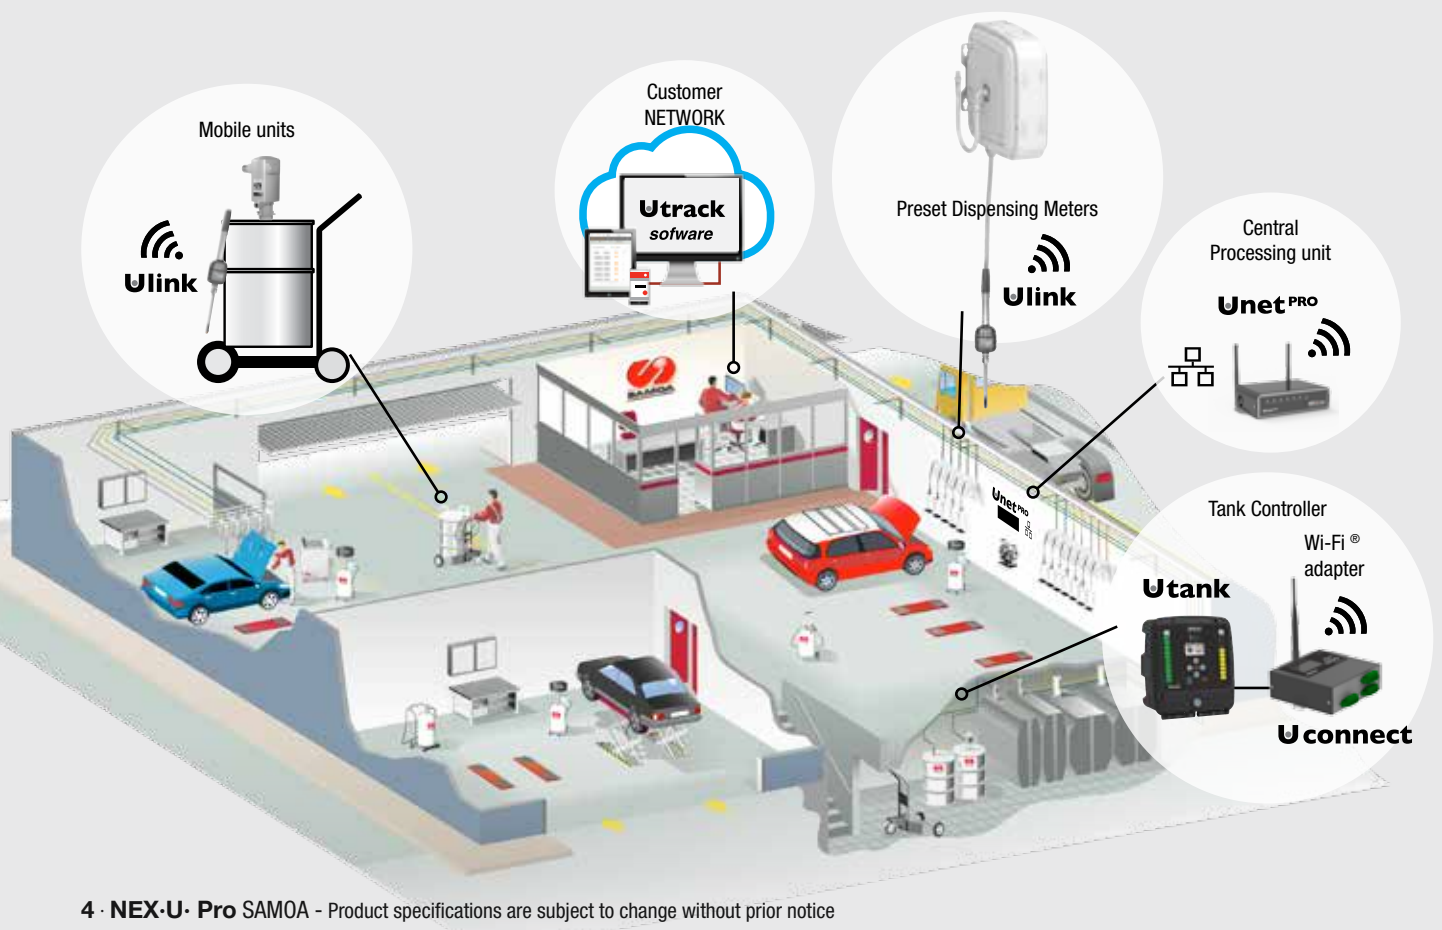 Mobile units
Ulink
Customer
NETWORK
Utrack
sofware
Preset Dispensing Meters
Ulink
Central
Processing unit
Unet PRO
SAMOA
Unet PRO
Tank Controller
Wi-Fi ®
adapter
Utank
Uconnect
4 · NEX·U· Pro SAMOA - Product specifications are subject to change without prior notice